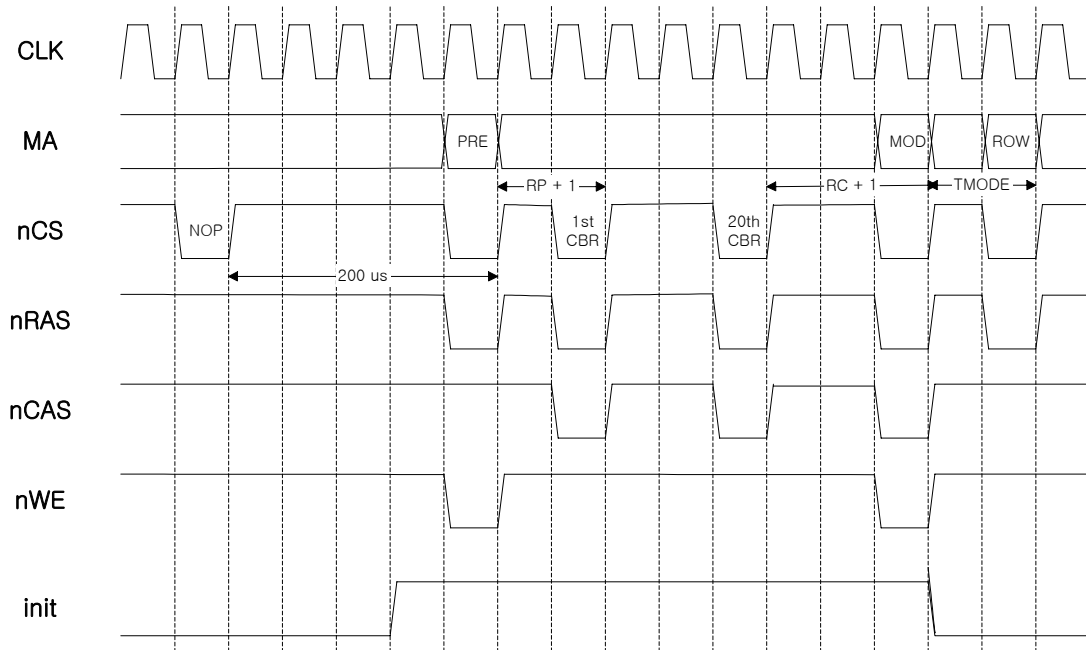 CLK
MA
PRE
MOD
ROW
RP + 1
RC + 1
TMODE
nCS
NOP
1st
CBR
20th
CBR
200 us
nRAS
nCAS
nWE
init